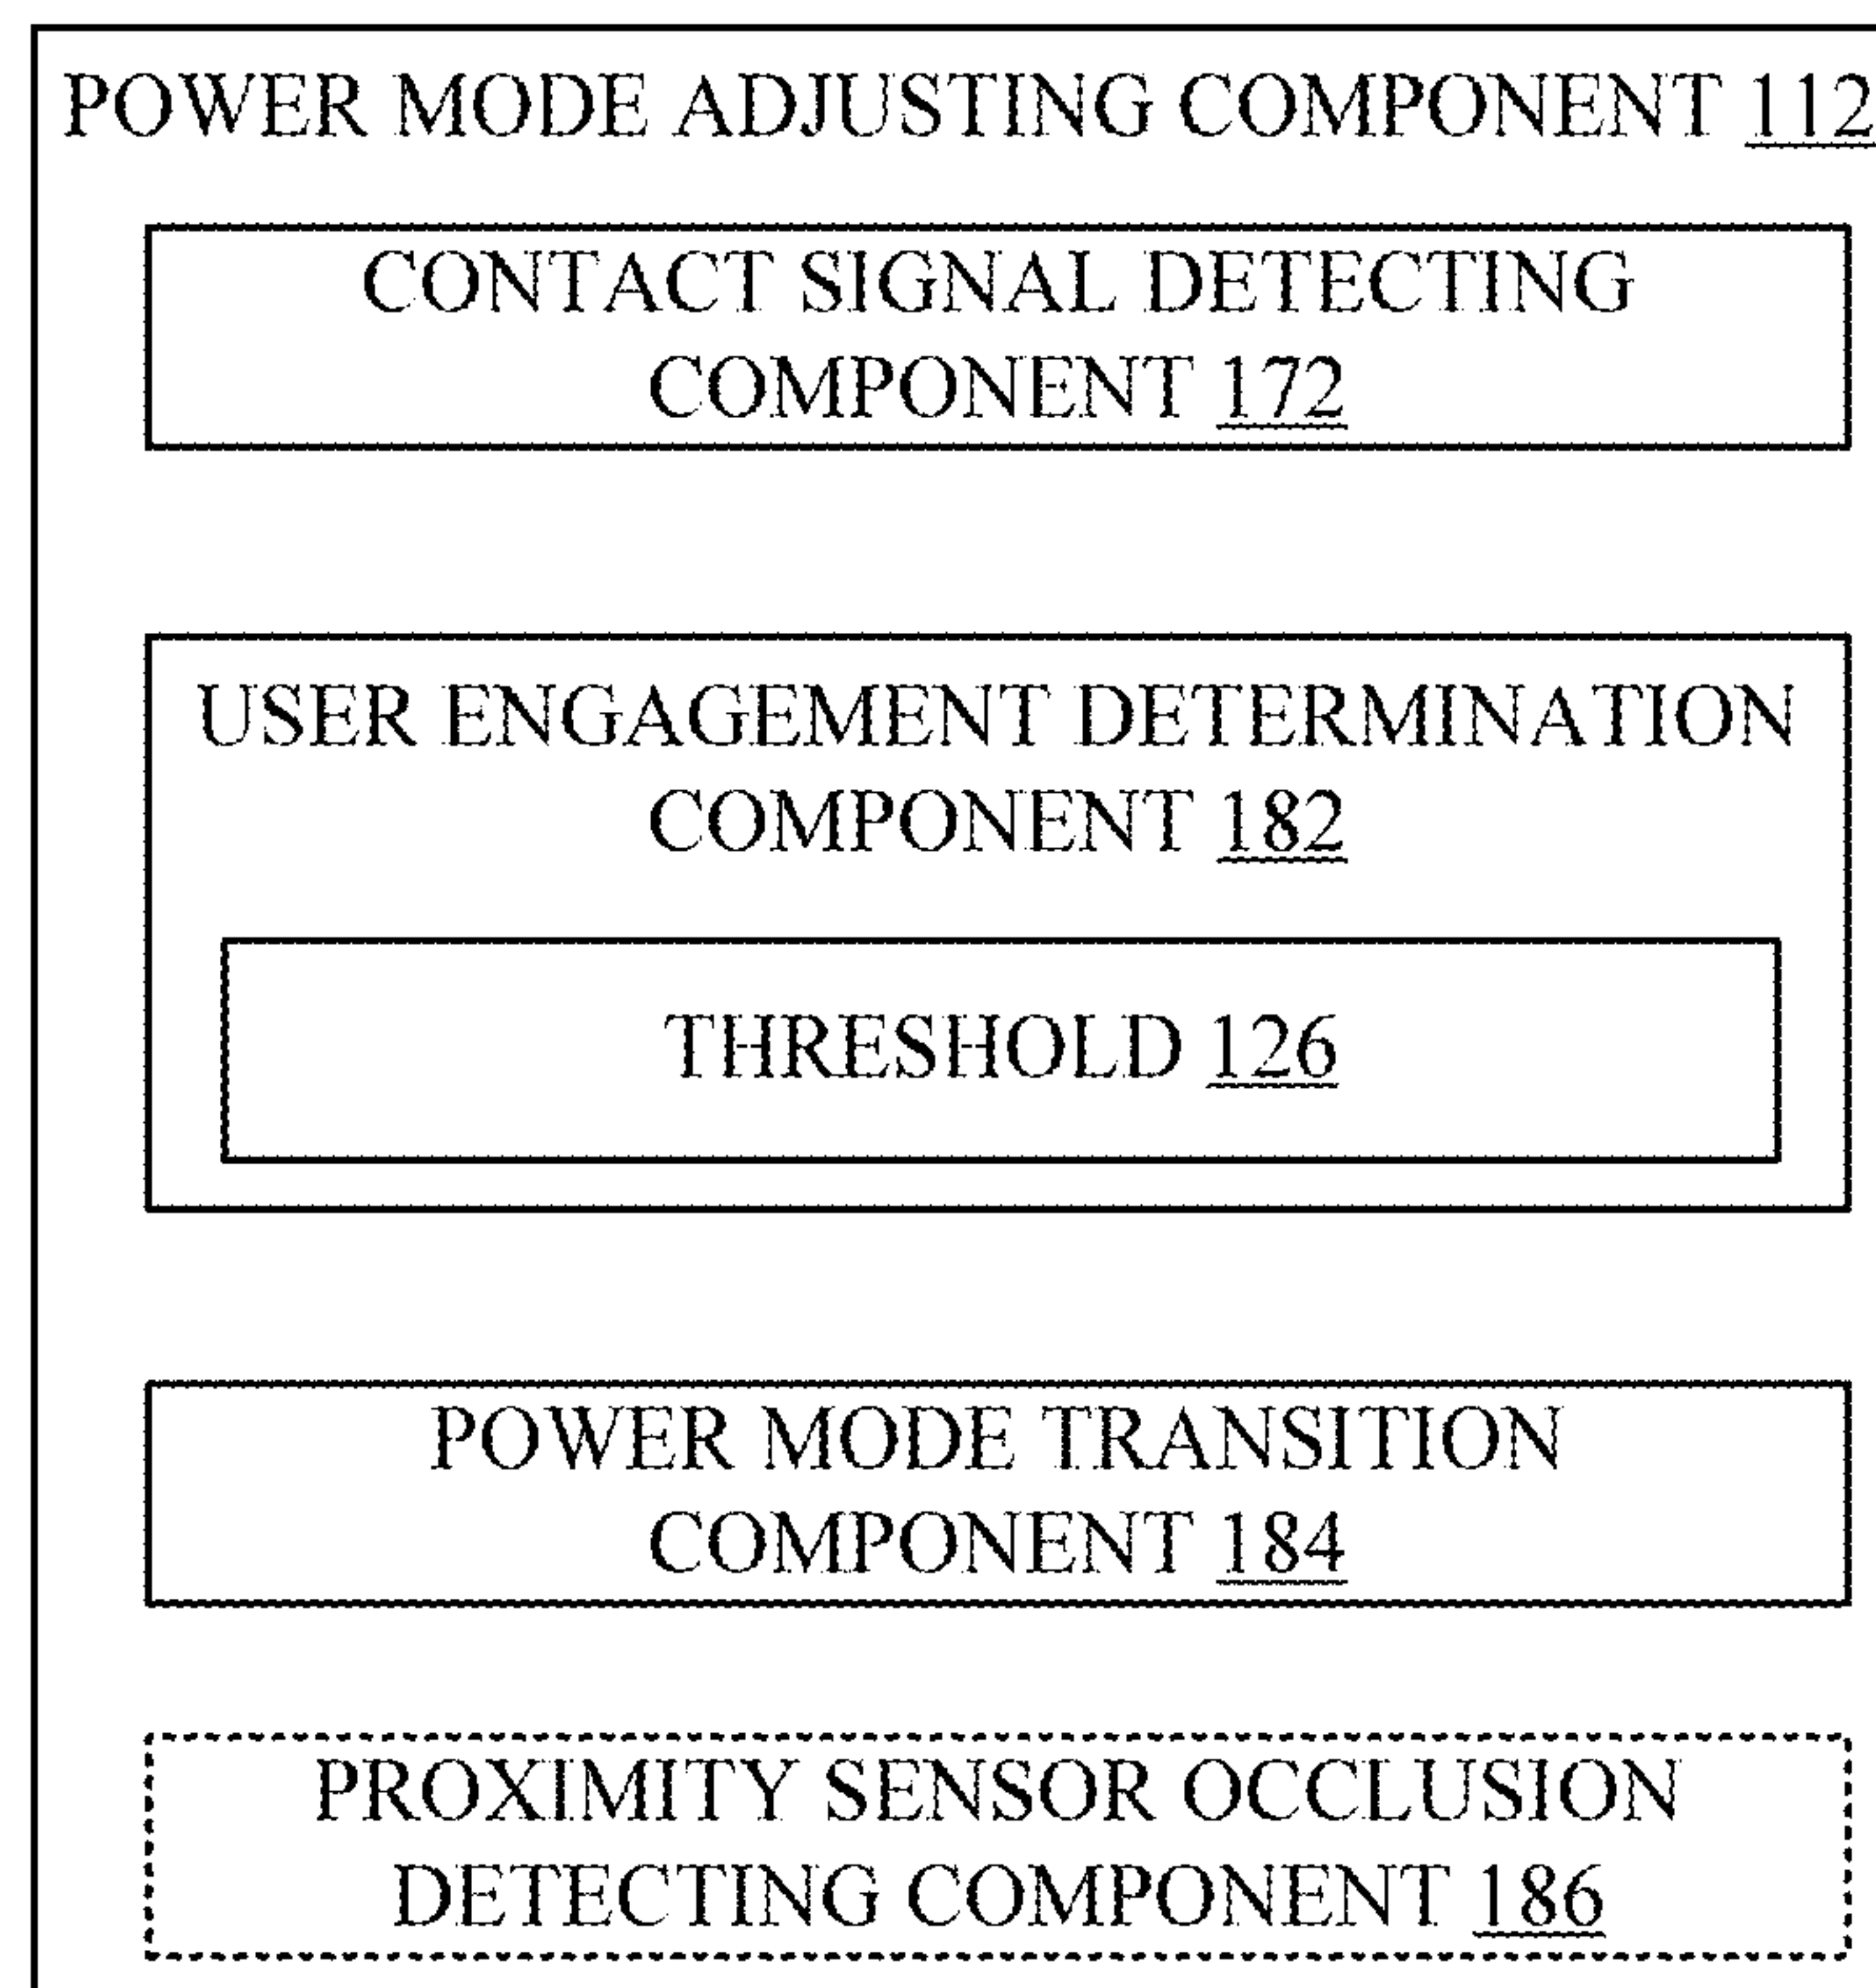 POWER MODE ADJUSTING COMPONENT 112
CONTACT SIGNAL DETECTING
COMPONENT 172
USER ENGAGEMENT DETERMINATION
COMPONENT 182
THRESHOLD 126
POWER MODE TRANSITION
COMPONENT 184
PROXIMITY SENSOR OCCLUSION
DETECTING COMPONENT 186